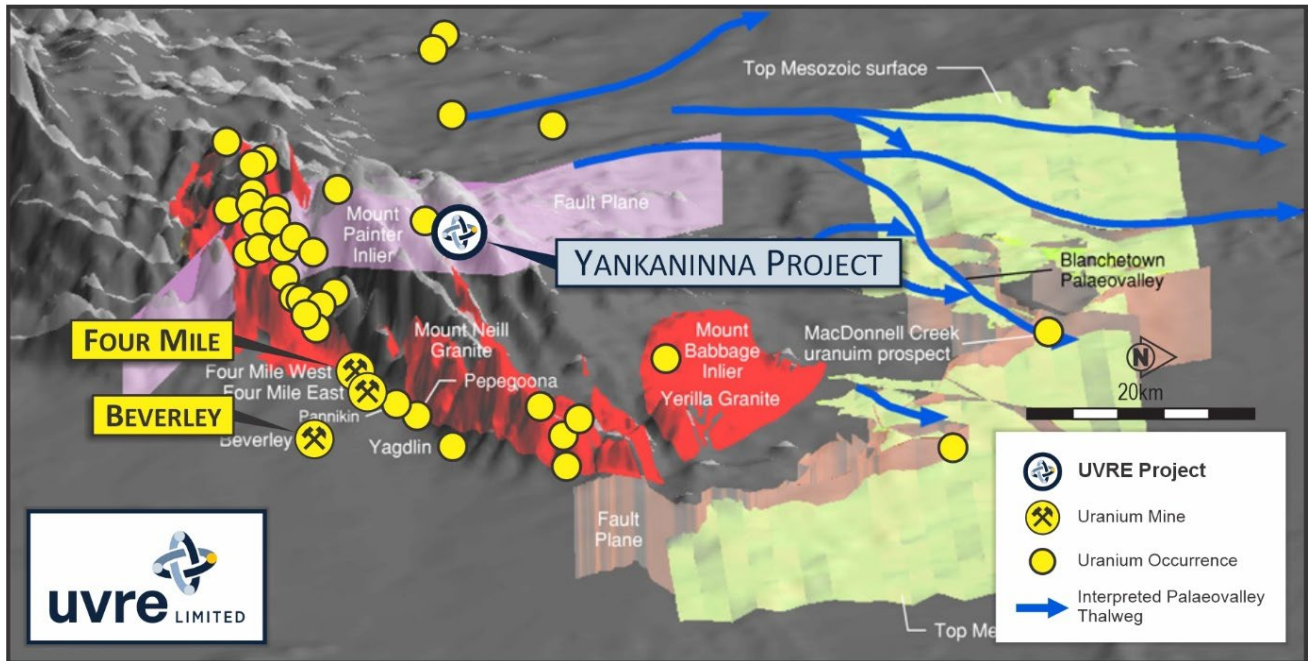 Top Mesozoic surface
Fault Plane
Mount
Painter
Inlier
YANKANINNA PROJECT
Blanchetown
Palaeovalley
FOUR MILE
Four Mile West
Four Mile East
Mount Neill
Granite
Pepegoona
Mount
Babbage
Inlier
Yerilla Granite
MacDonnell Creek
uranuim prospect
N
20km
BEVERLEY
Beverley
Pannikin
Yagdlin
Fault
Plane
UVRE Project
Uranium Mine
Uranium Occurrence
Interpreted Palaeovalley
Thalweg
Top Me
uvre LIMITED